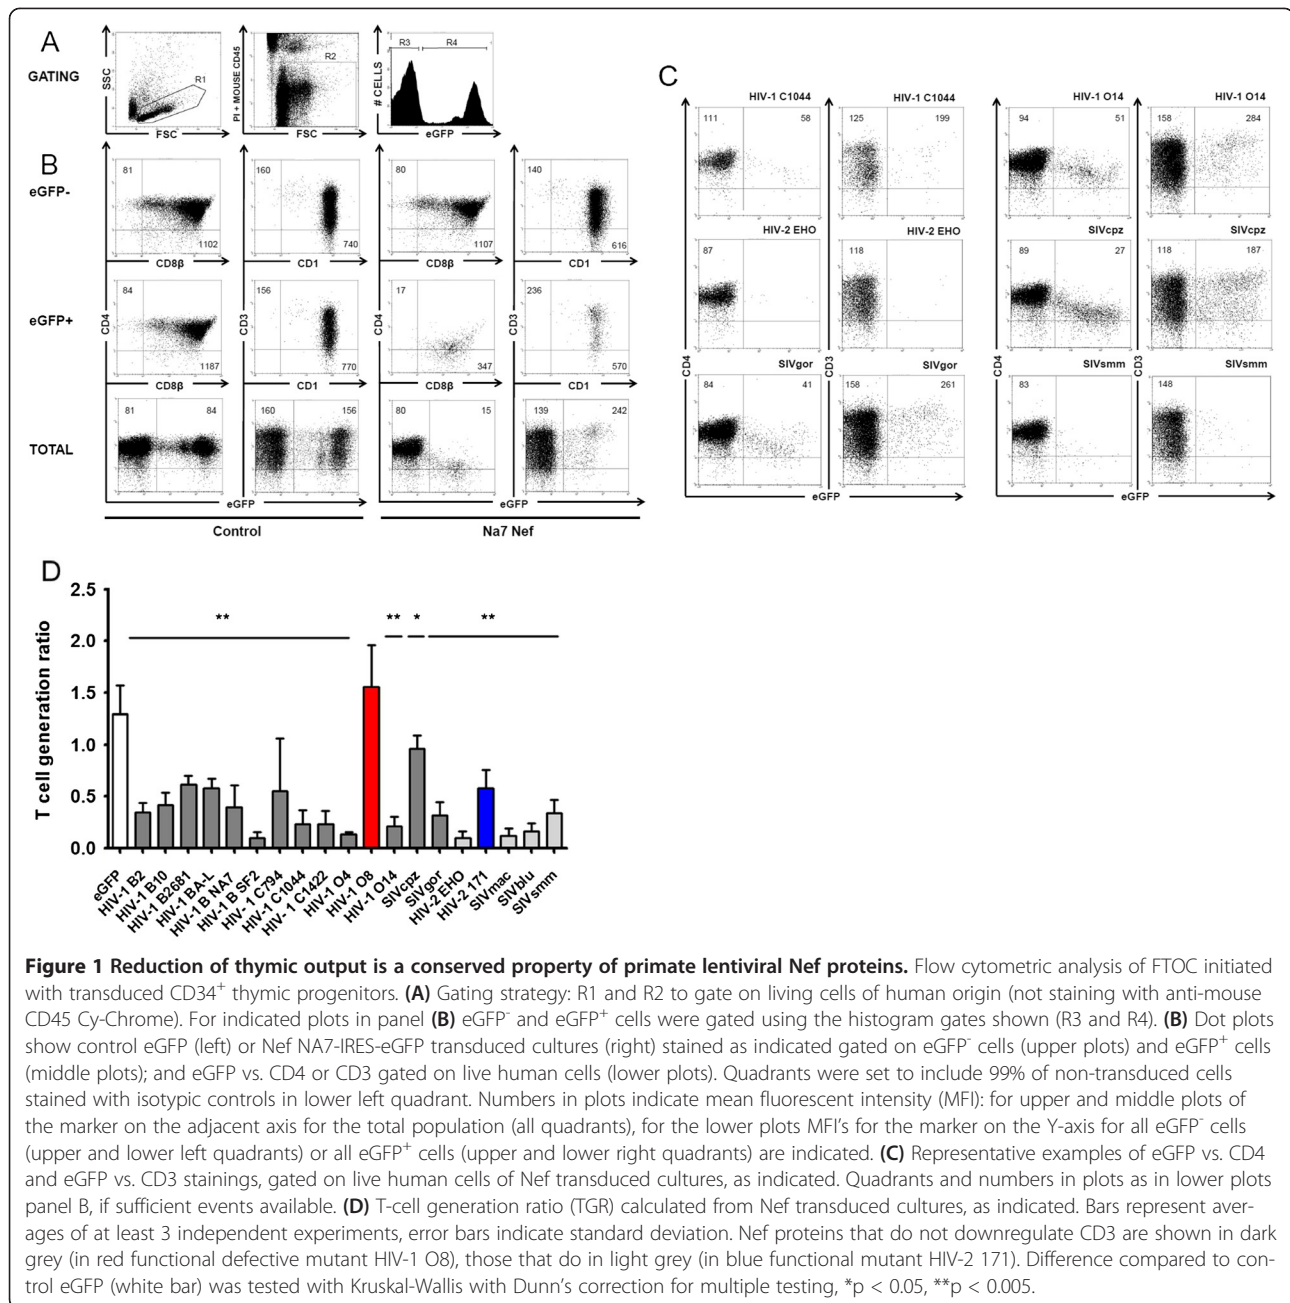 A
GATING
SSC
R1
FSC
PI + MOUSE CD45
R2
FSC
# CELLS
R3
R4
eGFP
B
eGFP-
81
1102
CD8β
160
740
CD1
80
1107
CD8β
140
616
CD1
eGFP+
CD4
84
1187
CD8β
CD3
156
770
CD1
CD4
17
347
CD8β
CD3
236
570
CD1
TOTAL
81
84
160
156
80
15
139
242
eGFP
eGFP
Control
Na7 Nef
C
HIV-1 C1044
111
58
HIV-1 C1044
125
199
HIV-1 O14
94
51
HIV-1 O14
158
284
HIV-2 EHO
87
HIV-2 EHO
118
SIVcpz
89
27
SIVcpz
118
187
CD4
SIVgor
84
41
CD3
SIVgor
158
261
CD4
SIVsmm
83
CD3
SIVsmm
148
eGFP
eGFP
D
T cell generation ratio
2.5
2.0
1.5
1.0
0.5
0.0
**
**
*
**
eGFP
HIV-1 B2
HIV-1 B10
HIV-1 B2681
HIV-1 BA-L
HIV-1 B NA7
HIV-1 B SF2
HIV-1 C794
HIV-1 C1044
HIV-1 C1422
HIV-1 O4
HIV-1 O8
HIV-1 O14
SIVcpz
SIVgor
HIV-2 EHO
HIV-2 171
SIVmac
SIVblu
SIVsmm
Figure 1 Reduction of thymic output is a conserved property of primate lentiviral Nef proteins. Flow cytometric analysis of FTOC initiated
with transduced CD34+ thymic progenitors. (A) Gating strategy: R1 and R2 to gate on living cells of human origin (not staining with anti-mouse
CD45 Cy-Chrome). For indicated plots in panel (B) eGFP- and eGFP+ cells were gated using the histogram gates shown (R3 and R4). (B) Dot plots
show control eGFP (left) or Nef NA7-IRES-eGFP transduced cultures (right) stained as indicated gated on eGFP- cells (upper plots) and eGFP+ cells
(middle plots); and eGFP vs. CD4 or CD3 gated on live human cells (lower plots). Quadrants were set to include 99% of non-transduced cells
stained with isotypic controls in lower left quadrant. Numbers in plots indicate mean fluorescent intensity (MFI): for upper and middle plots of
the marker on the adjacent axis for the total population (all quadrants), for the lower plots MFI's for the marker on the Y-axis for all eGFP- cells
(upper and lower left quadrants) or all eGFP+ cells (upper and lower right quadrants) are indicated. (C) Representative examples of eGFP vs. CD4
and eGFP vs. CD3 stainings, gated on live human cells of Nef transduced cultures, as indicated. Quadrants and numbers in plots as in lower plots
panel B, if sufficient events available. (D) T-cell generation ratio (TGR) calculated from Nef transduced cultures, as indicated. Bars represent aver-
ages of at least 3 independent experiments, error bars indicate standard deviation. Nef proteins that do not downregulate CD3 are shown in dark
grey (in red functional defective mutant HIV-1 O8), those that do in light grey (in blue functional mutant HIV-2 171). Difference compared to con-
trol eGFP (white bar) was tested with Kruskal-Wallis with Dunn's correction for multiple testing, *p < 0.05, **p < 0.005.